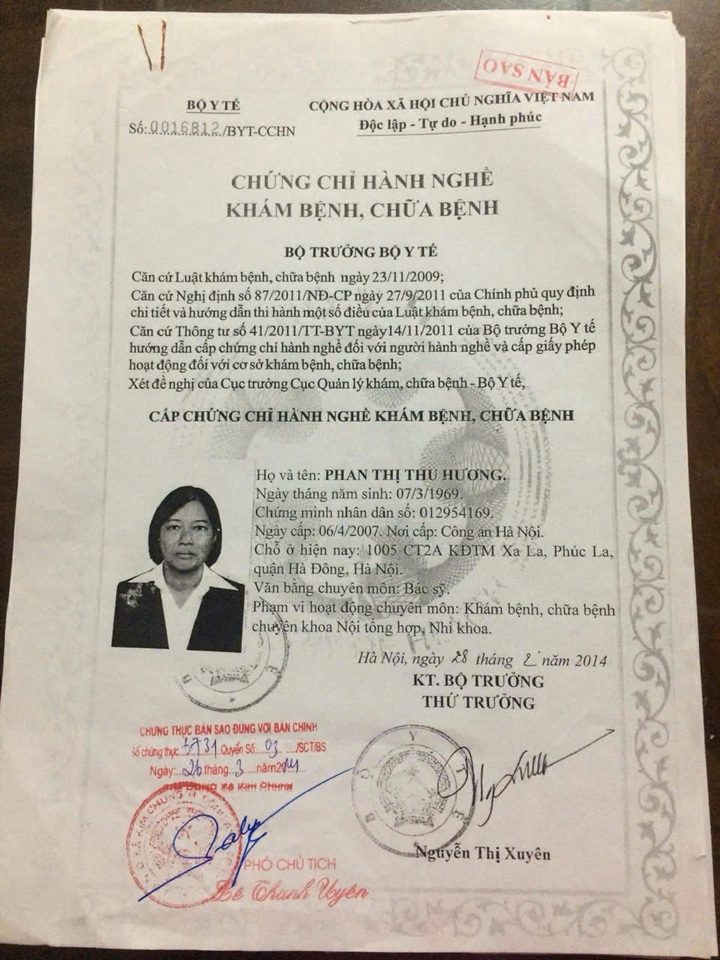 BẢN SAO
BỘ Y TẾ
Số: 0016812/BYT-CCHN
CỘNG HÒA XÃ HỘI CHỦ NGHĨA VIỆT NAM
Độc lập - Tự do - Hạnh phúc
CHỨNG CHỈ HÀNH NGHỀ
KHÁM BỆNH, CHỮA BỆNH
BỘ TRƯỞNG BỘ Y TẾ
Căn cứ Luật khám bệnh, chữa bệnh ngày 23/11/2009;
Căn cứ Nghị định số 87/2011/NĐ-CP ngày 27/9/2011 của Chính phủ quy định
chi tiết và hướng dẫn thi hành một số điều của Luật khám bệnh, chữa bệnh;
Căn cứ Thông tư số 41/2011/TT-BYT ngày14/11/2011 của Bộ trưởng Bộ Y tế
hướng dẫn cấp chứng chỉ hành nghề đối với người hành nghề và cấp giấy phép
hoạt động đối với cơ sở khám bệnh, chữa bệnh;
Xét đề nghị của Cục trưởng Cục Quản lý khám, chữa bệnh - Bộ Y tế,
CẤP CHỨNG CHỈ HÀNH NGHỀ KHÁM BỆNH, CHỮA BỆNH
Họ và tên: PHAN THỊ THU HƯƠNG.
Ngày tháng năm sinh: 07/3/1969.
Chứng minh nhân dân số: 012954169.
Ngày cấp: 06/4/2007. Nơi cấp: Công an Hà Nội.
Chỗ ở hiện nay: 1005 CT2A KĐTM Xa La, Phúc La,
quận Hà Đông, Hà Nội.
Văn bằng chuyên môn: Bác sỹ.
Phạm vi hoạt động chuyên môn: Khám bệnh, chữa bệnh
chuyên khoa Nội tổng hợp, Nhi khoa.
Hà Nội, ngày 28 tháng 2 năm 2014
KT. BỘ TRƯỞNG
THỨ TRƯỞNG
BỘ Y TẾ
Nguyễn Thị Xuyên
CHỨNG THỰC BẢN SAO ĐÚNG VỚI BẢN CHÍNH
Số chứng thực 5731 Quyển Số 03 /SCT/BS
Ngày: 26 tháng 3 năm 2014
PHÓ CHỦ TỊCH
Lê Thanh Uyên